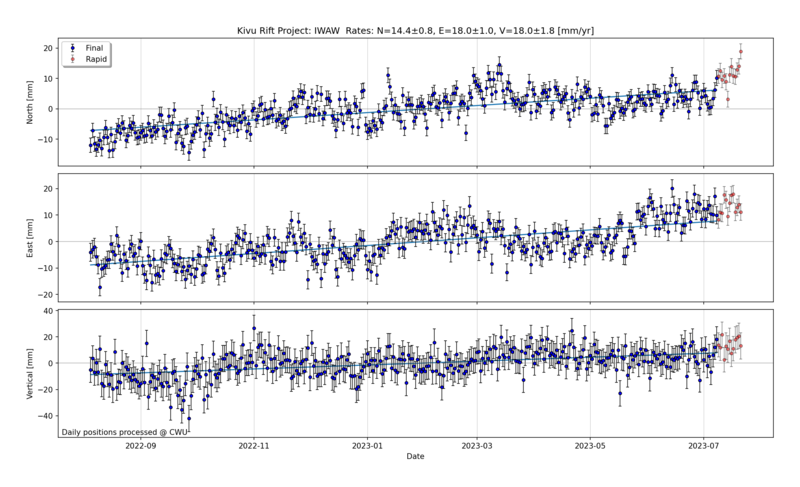 Kivu Rift Project: IWAW  Rates: N=14.4±0.8, E=18.0±1.0, V=18.0±1.8 [mm/yr]
Final
Rapid
North [mm]
20
10
0
−10
East [mm]
20
10
0
−10
−20
Vertical [mm]
40
20
0
−20
−40
Daily positions processed @ CWU
2022-09
2022-11
2023-01
2023-03
2023-05
2023-07
Date